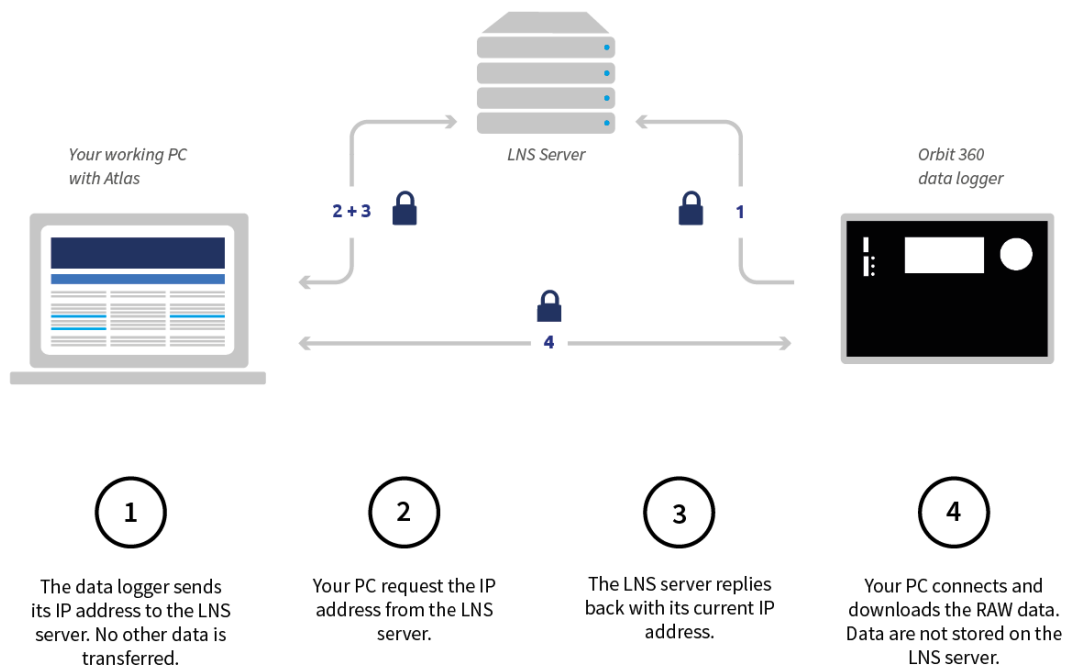 LNS Server
Your working PC
with Atlas
Orbit 360
data logger
2 + 3
1
4
1
2
3
4
The data logger sends
its IP address to the LNS
server. No other data is
transferred.
Your PC request the IP
address from the LNS
server.
The LNS server replies
back with its current IP
address.
Your PC connects and
downloads the RAW data.
Data are not stored on the
LNS server.